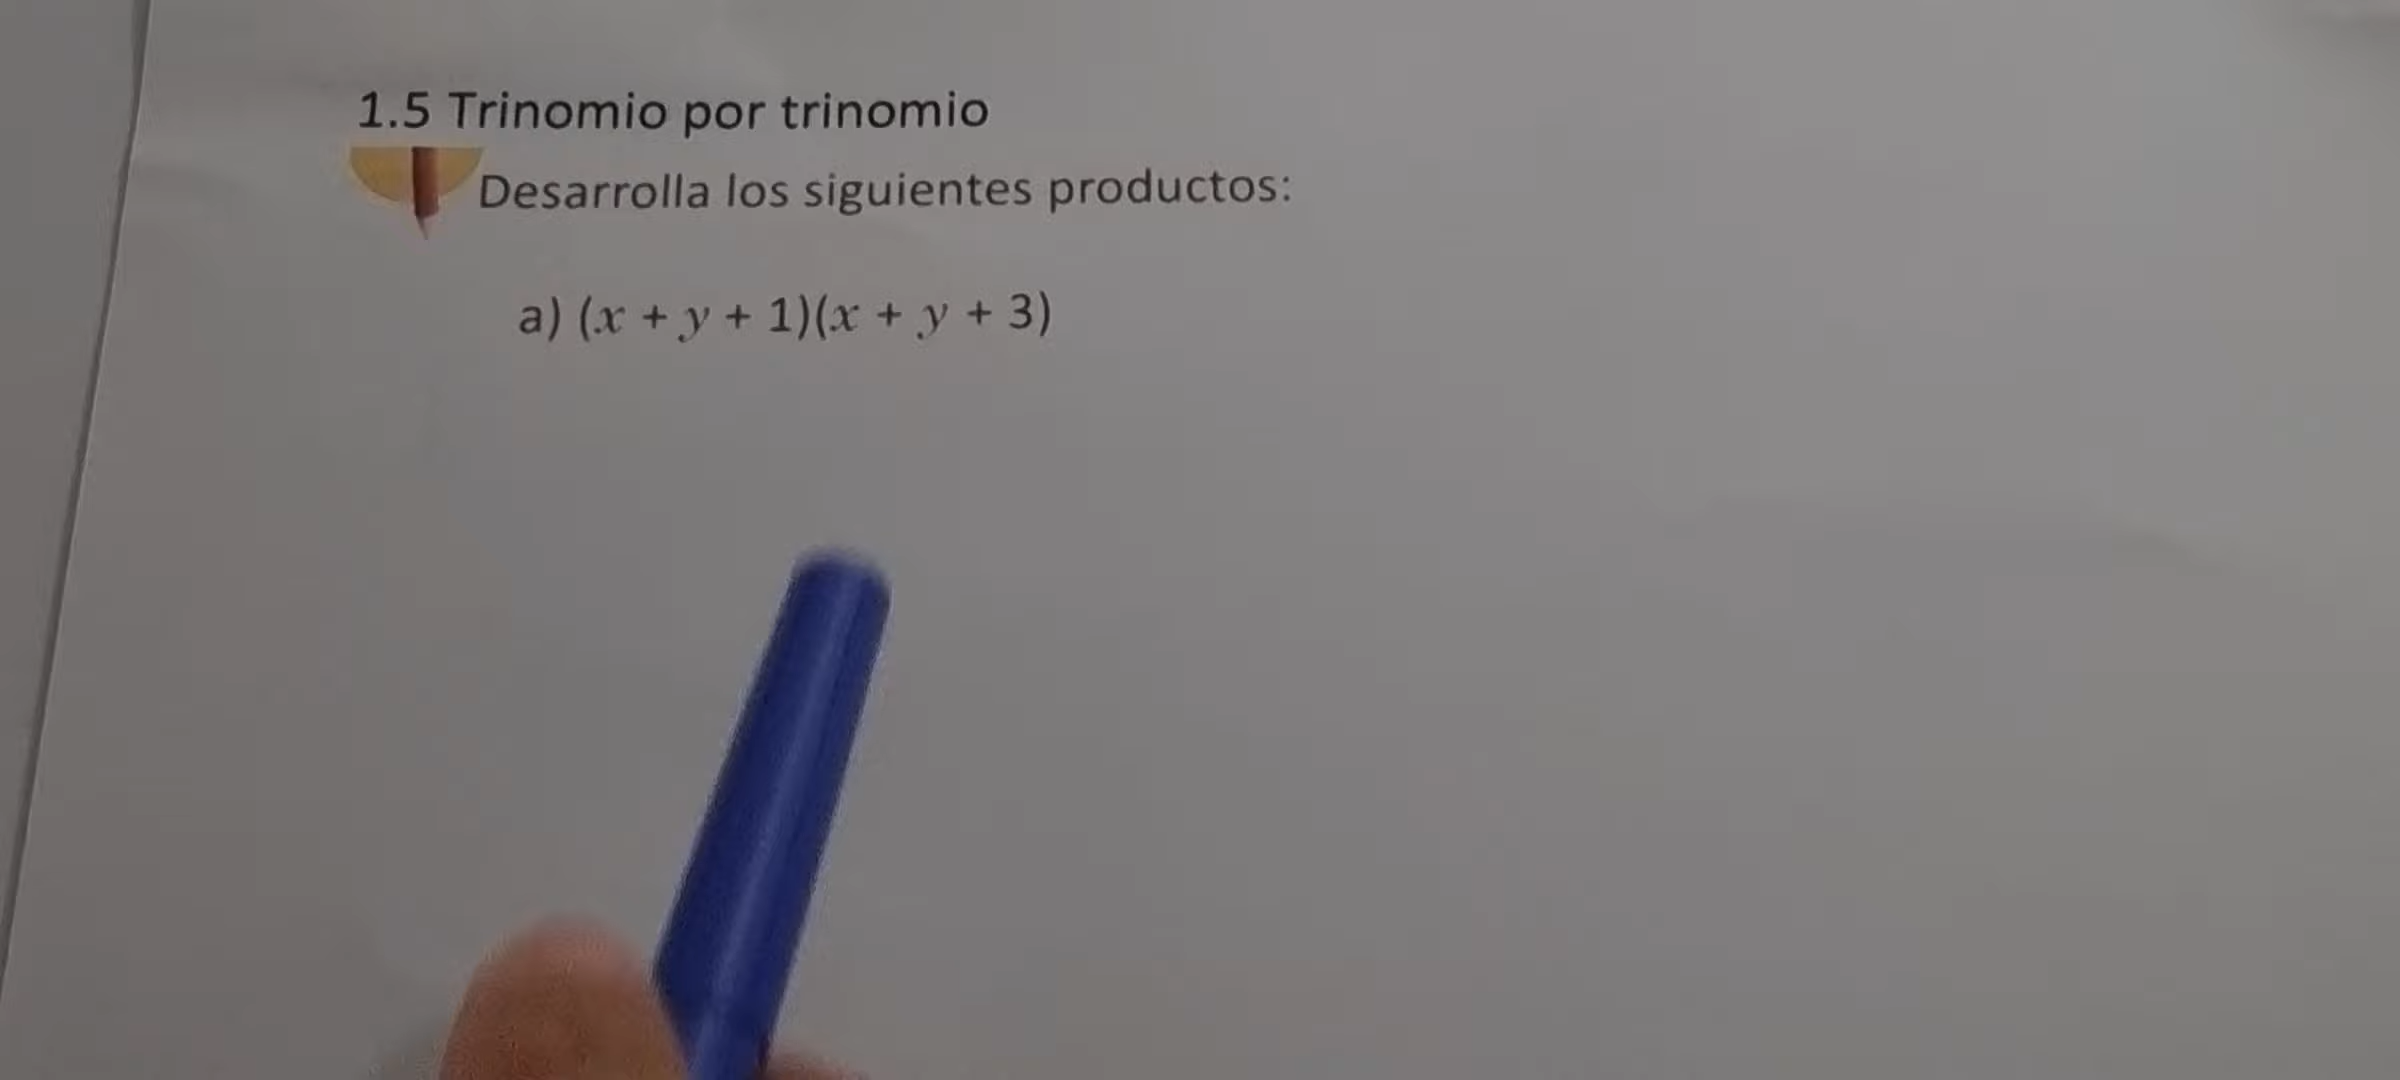 1.5 Trinomio por trinomio
Desarrolla los siguientes productos:
a) (x + y + 1)(x + y + 3)